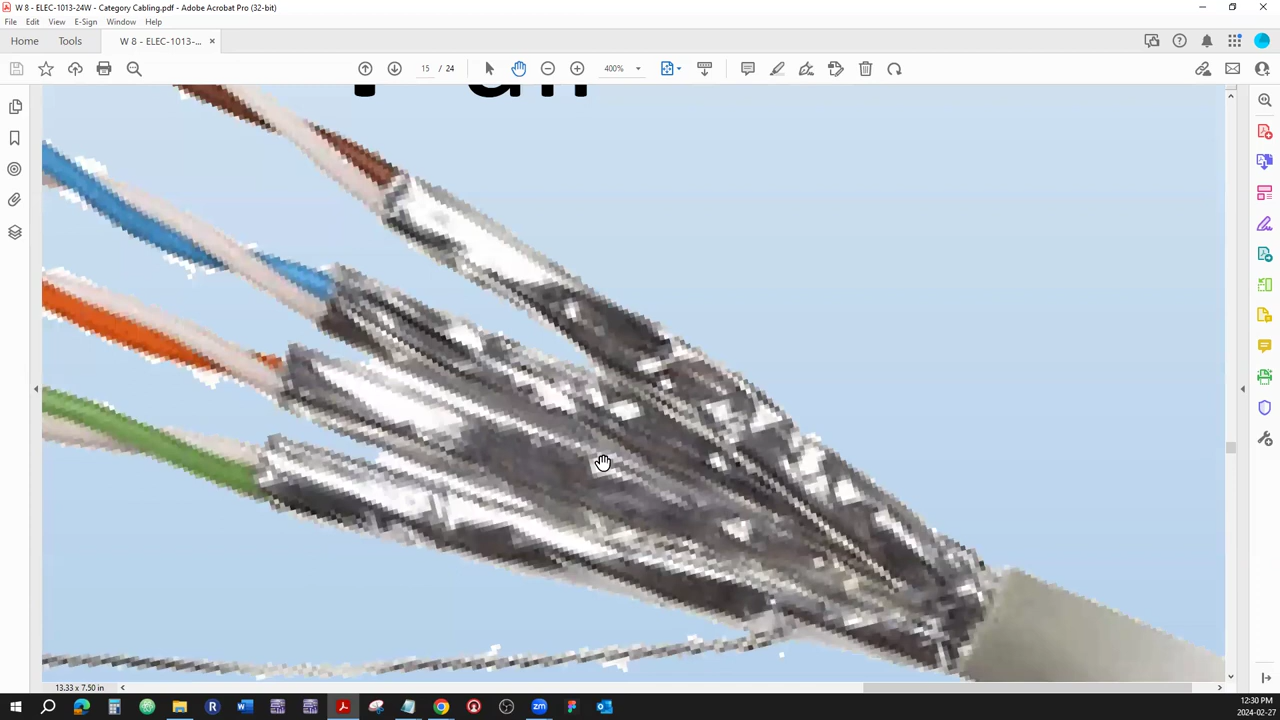 W 8 - ELEC-1013-24W - Category Cabling.pdf - Adobe Acrobat Pro (32-bit)
File Edit View E-Sign Window Help
Home Tools W 8 - ELEC-1013-... ×
15 / 24 400%
13.33 x 7.50 in
12:30 PM
2024-02-27